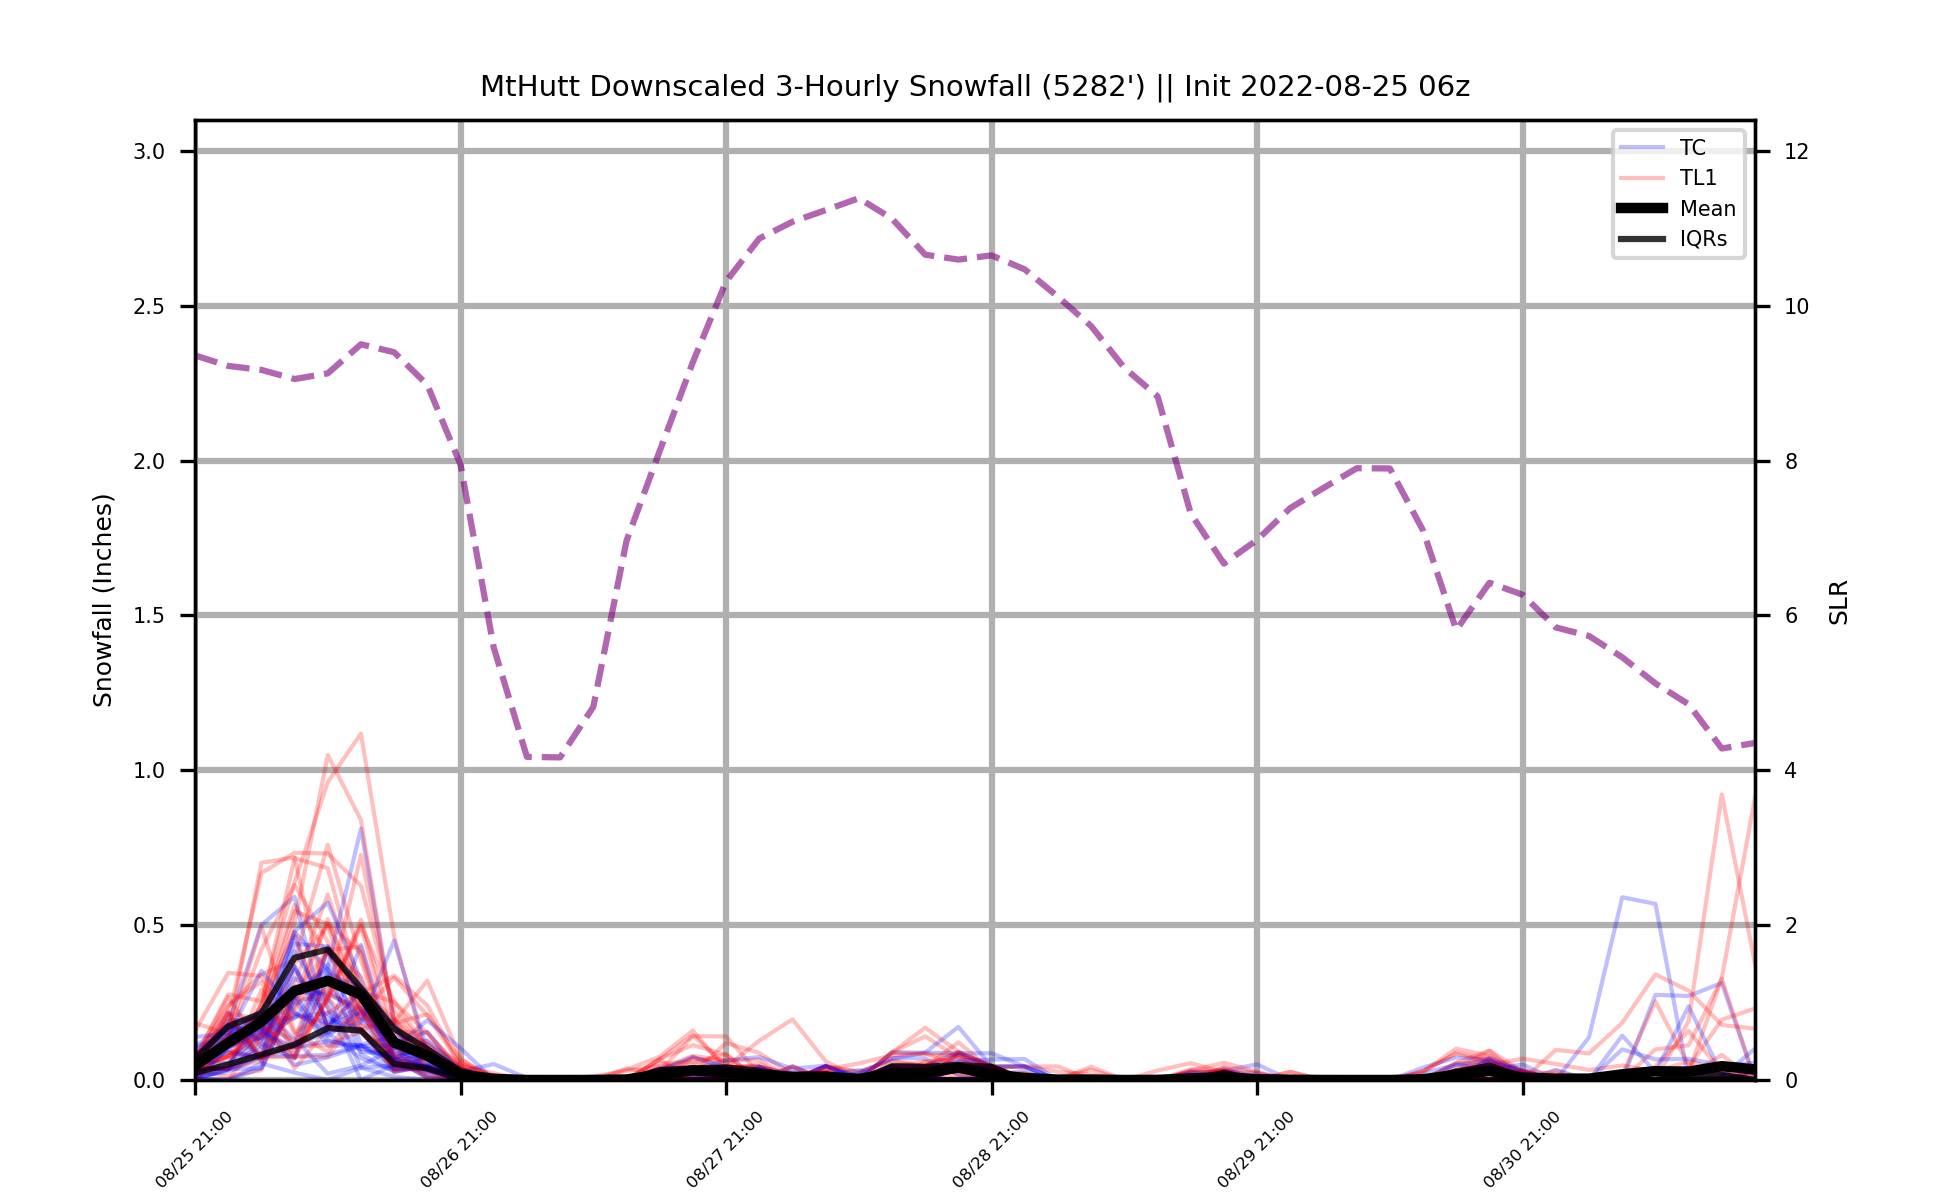 MtHutt Downscaled 3-Hourly Snowfall (5282') || Init 2022-08-25 06z
TC
TL1
Mean
IQRs
Snowfall (Inches)
3.0
2.5
2.0
1.5
1.0
0.5
0.0
12
10
8
6
4
2
0
SLR
08/25 21:00
08/26 21:00
08/27 21:00
08/28 21:00
08/29 21:00
08/30 21:00